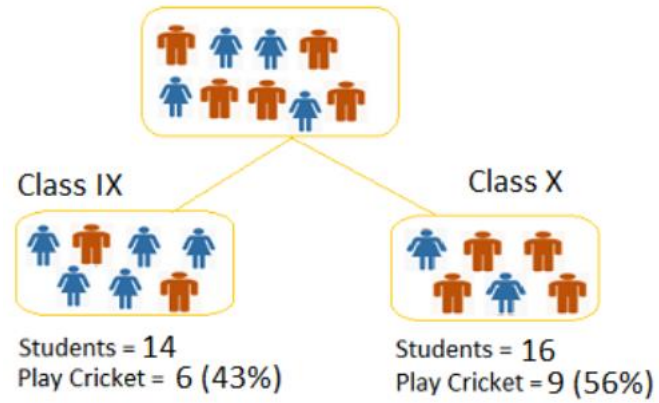 Class IX
Class X
Students = 14
Play Cricket = 6 (43%)
Students = 16
Play Cricket = 9 (56%)